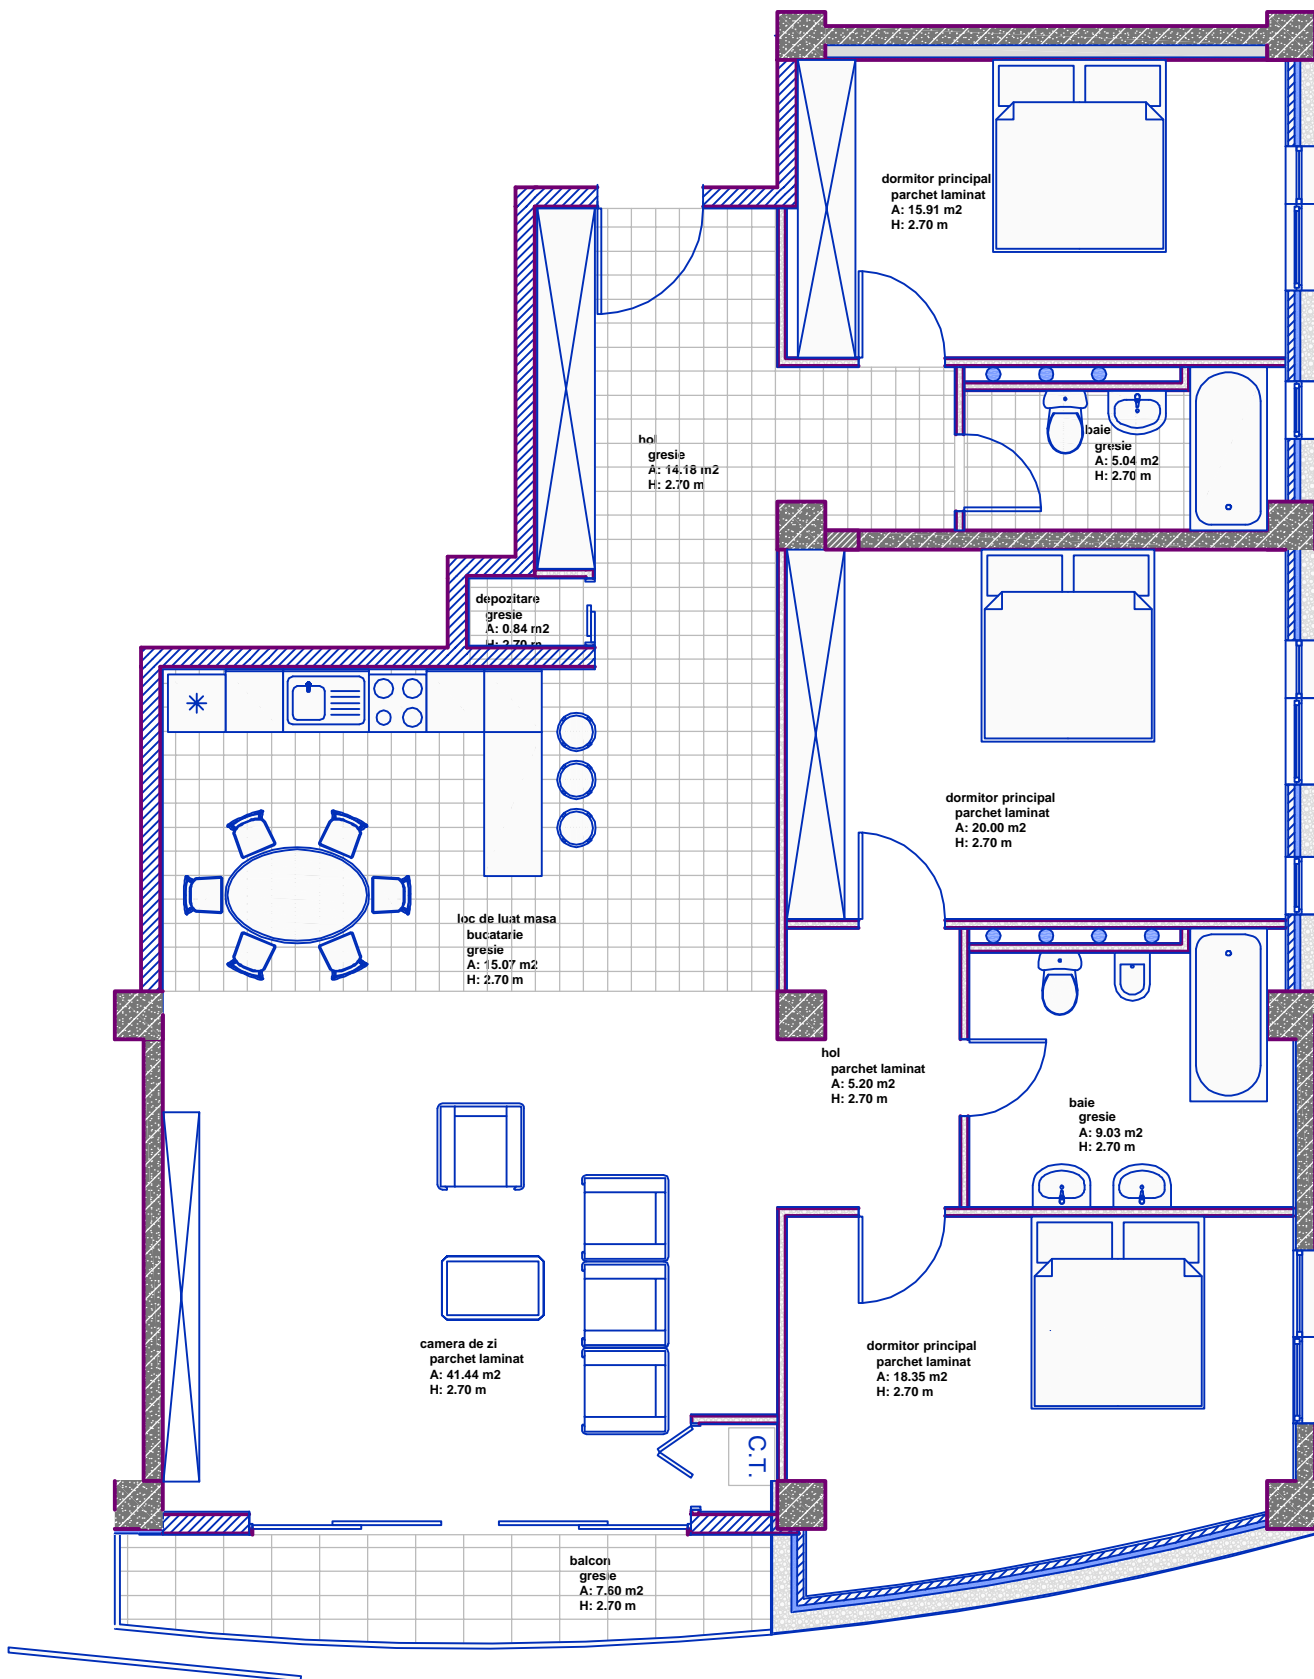 dormitor principal
parchet laminat
A: 15.91 m2
H: 2.70 m
hol
gresie
A: 14.18 m2
H: 2.70 m
baie
gresie
A: 5.04 m2
H: 2.70 m
depozitare
gresie
A: 0.84 m2
H: 2.70 m
dormitor principal
parchet laminat
A: 20.00 m2
H: 2.70 m
loc de luat masa
bucatarie
gresie
A: 15.07 m2
H: 2.70 m
hol
parchet laminat
A: 5.20 m2
H: 2.70 m
baie
gresie
A: 9.03 m2
H: 2.70 m
camera de zi
parchet laminat
A: 41.44 m2
H: 2.70 m
dormitor principal
parchet laminat
A: 18.35 m2
H: 2.70 m
C.T.
balcon
gresie
A: 7.60 m2
H: 2.70 m